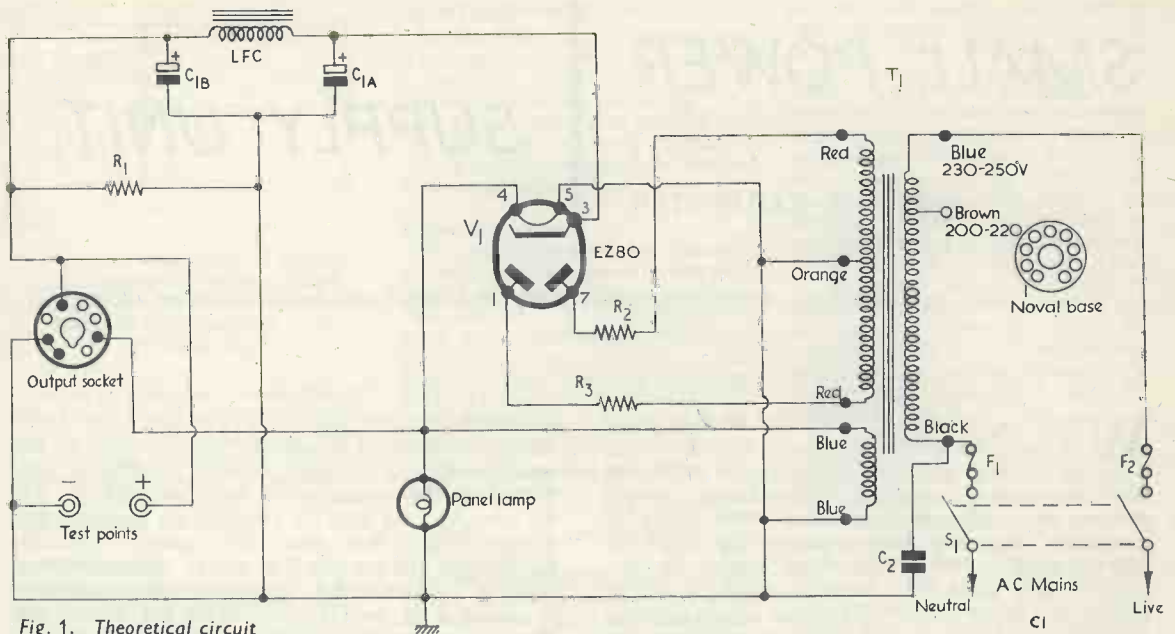 LFC
+
C1B
+
C1A
R1
Output socket
−
+
Test points
4
5
3
V1
EZ80
1
7
R2
R3
Panel lamp
T1
Red
Orange
Red
Blue
Blue
Blue
230-250V
Brown
200-220
Noval base
Black
F1
F2
S1
C2
AC Mains
Neutral
C1
Live
Fig. 1. Theoretical circuit
SMALL POWER
SUPPLY UNIT